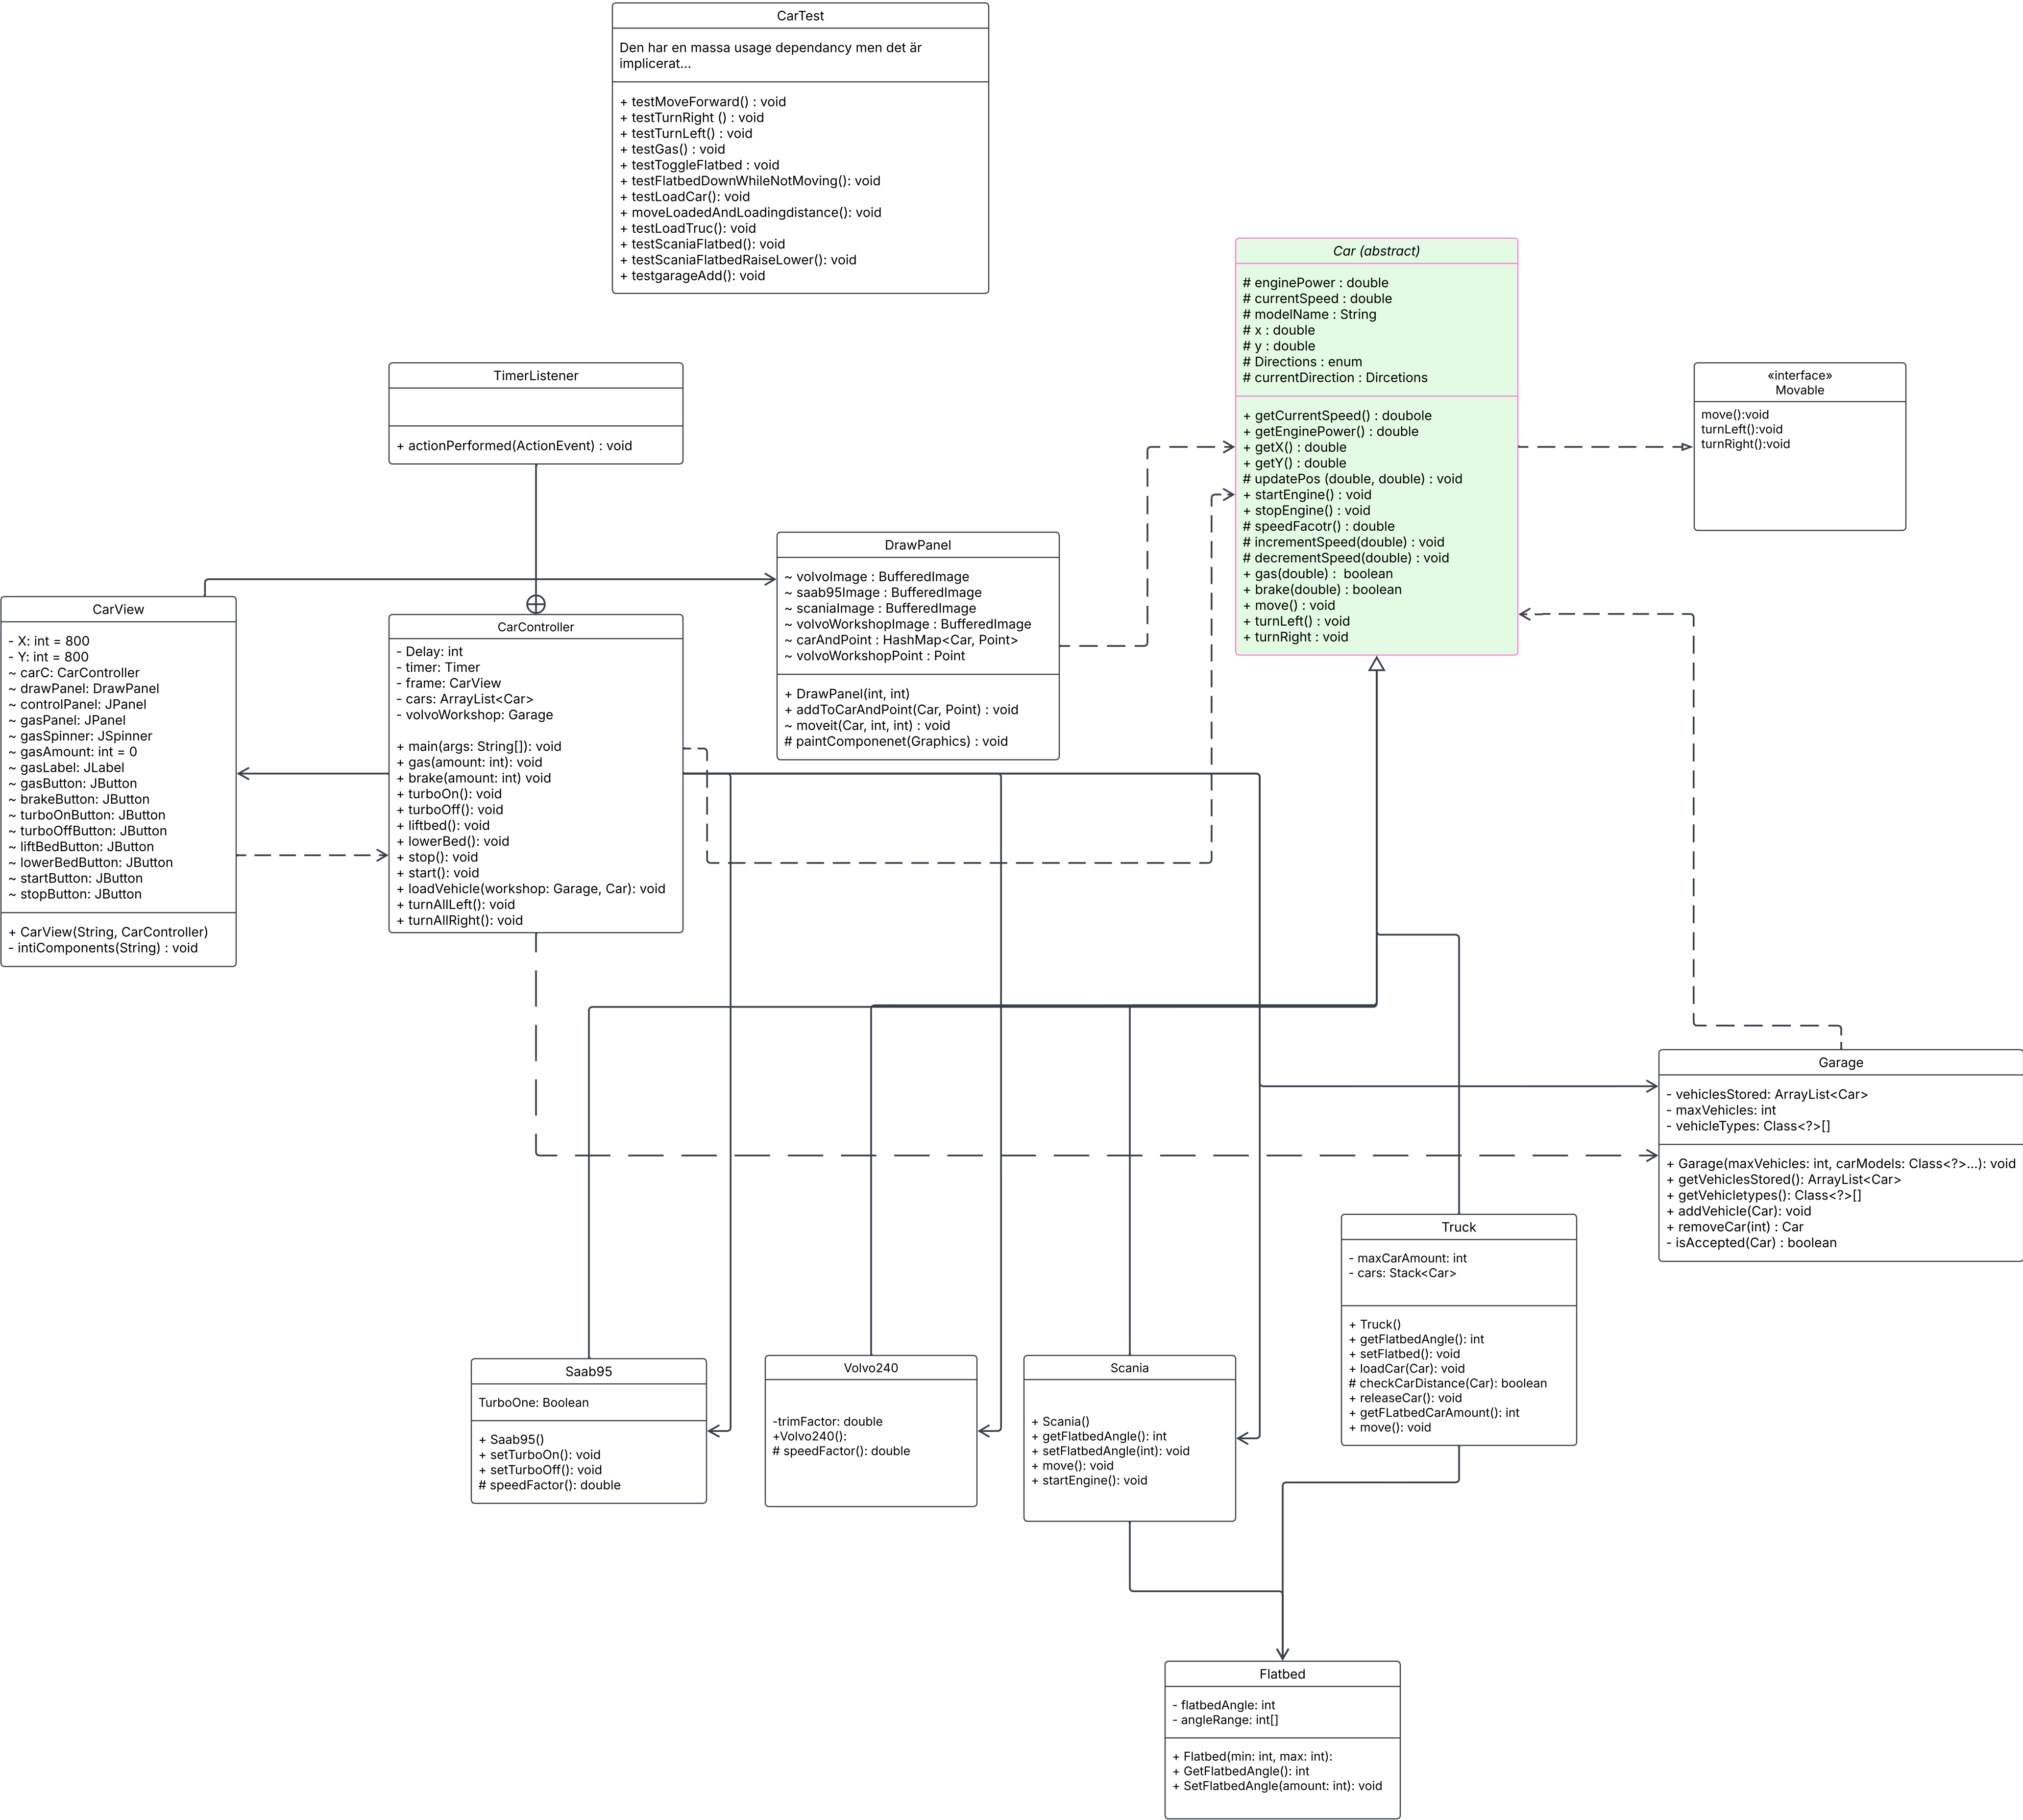 CarTest
Den har en massa usage dependancy men det är
implicerat...
+ testMoveForward() : void
+ testTurnRight () : void
+ testTurnLeft() : void
+ testGas() : void
+ testToggleFlatbed : void
+ testFlatbedDownWhileNotMoving(): void
+ testLoadCar(): void
+ moveLoadedAndLoadingdistance(): void
+ testLoadTruc(): void
+ testScaniaFlatbed(): void
+ testScaniaFlatbedRaiseLower(): void
+ testgarageAdd(): void
Car (abstract)
# enginePower : double
# currentSpeed : double
# modelName : String
# x : double
# y : double
# Directions : enum
# currentDirection : Dircetions
+ getCurrentSpeed() : doubole
+ getEnginePower() : double
+ getX() : double
+ getY() : double
# updatePos (double, double) : void
+ startEngine() : void
+ stopEngine() : void
# speedFacotr() : double
# incrementSpeed(double) : void
# decrementSpeed(double) : void
+ gas(double) : boolean
+ brake(double) : boolean
+ move() : void
+ turnLeft() : void
+ turnRight : void
«interface»
Movable
move():void
turnLeft():void
turnRight():void
TimerListener
+ actionPerformed(ActionEvent) : void
DrawPanel
~ volvoImage : BufferedImage
~ saab95Image : BufferedImage
~ scaniaImage : BufferedImage
~ volvoWorkshopImage : BufferedImage
~ carAndPoint : HashMap<Car, Point>
~ volvoWorkshopPoint : Point
+ DrawPanel(int, int)
+ addToCarAndPoint(Car, Point) : void
~ moveit(Car, int, int) : void
# paintComponenet(Graphics) : void
CarView
- X: int = 800
- Y: int = 800
~ carC: CarController
~ drawPanel: DrawPanel
~ controlPanel: JPanel
~ gasPanel: JPanel
~ gasSpinner: JSpinner
~ gasAmount: int = 0
~ gasLabel: JLabel
~ gasButton: JButton
~ brakeButton: JButton
~ turboOnButton: JButton
~ turboOffButton: JButton
~ liftBedButton: JButton
~ lowerBedButton: JButton
~ startButton: JButton
~ stopButton: JButton
+ CarView(String, CarController)
- intiComponents(String) : void
CarController
- Delay: int
- timer: Timer
- frame: CarView
- cars: ArrayList<Car>
- volvoWorkshop: Garage
+ main(args: String[]): void
+ gas(amount: int): void
+ brake(amount: int) void
+ turboOn(): void
+ turboOff(): void
+ liftbed(): void
+ lowerBed(): void
+ stop(): void
+ start(): void
+ loadVehicle(workshop: Garage, Car): void
+ turnAllLeft(): void
+ turnAllRight(): void
Garage
- vehiclesStored: ArrayList<Car>
- maxVehicles: int
- vehicleTypes: Class<?>[]
+ Garage(maxVehicles: int, carModels: Class<?>...): void
+ getVehiclesStored(): ArrayList<Car>
+ getVehicletypes(): Class<?>[]
+ addVehicle(Car): void
+ removeCar(int) : Car
- isAccepted(Car) : boolean
Truck
- maxCarAmount: int
- cars: Stack<Car>
+ Truck()
+ getFlatbedAngle(): int
+ setFlatbed(): void
+ loadCar(Car): void
# checkCarDistance(Car): boolean
+ releaseCar(): void
+ getFLatbedCarAmount(): int
+ move(): void
Saab95
TurboOne: Boolean
+ Saab95()
+ setTurboOn(): void
+ setTurboOff(): void
# speedFactor(): double
Volvo240
-trimFactor: double
+Volvo240():
# speedFactor(): double
Scania
+ Scania()
+ getFlatbedAngle(): int
+ setFlatbedAngle(int): void
+ move(): void
+ startEngine(): void
Flatbed
- flatbedAngle: int
- angleRange: int[]
+ Flatbed(min: int, max: int):
+ GetFlatbedAngle(): int
+ SetFlatbedAngle(amount: int): void